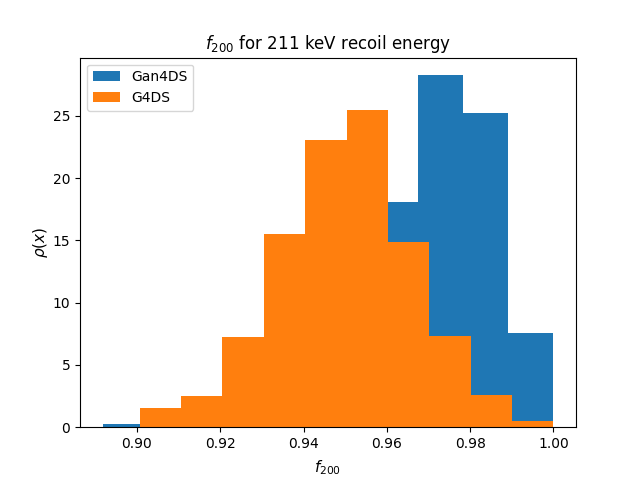 f₂₀₀ for 211 keV recoil energy
Gan4DS
G4DS
ρ(x)
25
20
15
10
5
0
0.90 0.92 0.94 0.96 0.98 1.00
f₂₀₀